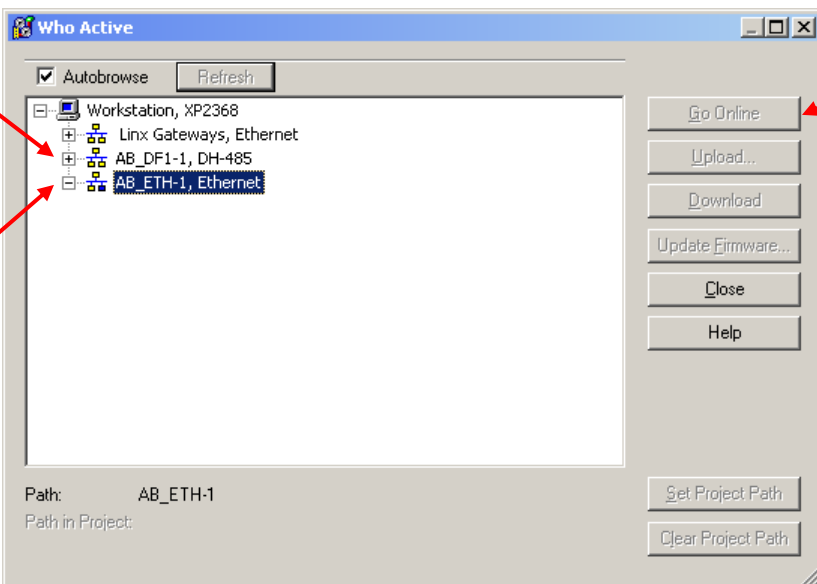 Who Active
Autobrowse
Refresh
Workstation, XP2368
Linx Gateways, Ethernet
AB_DF1-1, DH-485
AB_ETH-1, Ethernet
Go Online
Upload...
Download
Update Firmware...
Close
Help
Path: AB_ETH-1
Path in Project:
Set Project Path
Clear Project Path